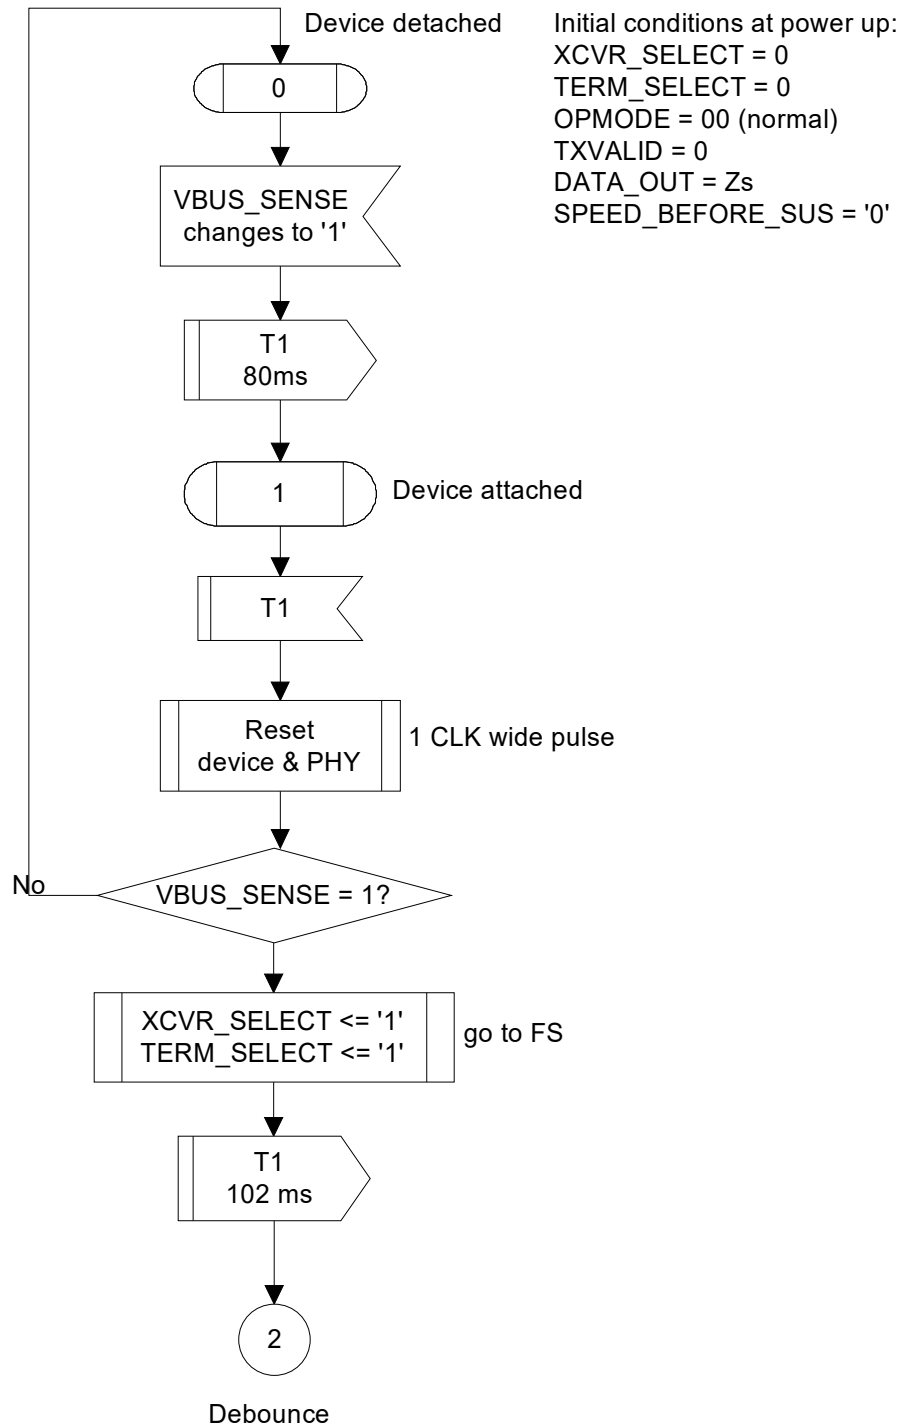 Device detached
Initial conditions at power up:
XCVR_SELECT = 0
TERM_SELECT = 0
OPMODE = 00 (normal)
TXVALID = 0
DATA_OUT = Zs
SPEED_BEFORE_SUS = '0'
0
VBUS_SENSE
changes to '1'
T1
80ms
1
Device attached
T1
Reset
device & PHY
1 CLK wide pulse
No
VBUS_SENSE = 1?
XCVR_SELECT <= '1'
TERM_SELECT <= '1'
go to FS
T1
102 ms
2
Debounce